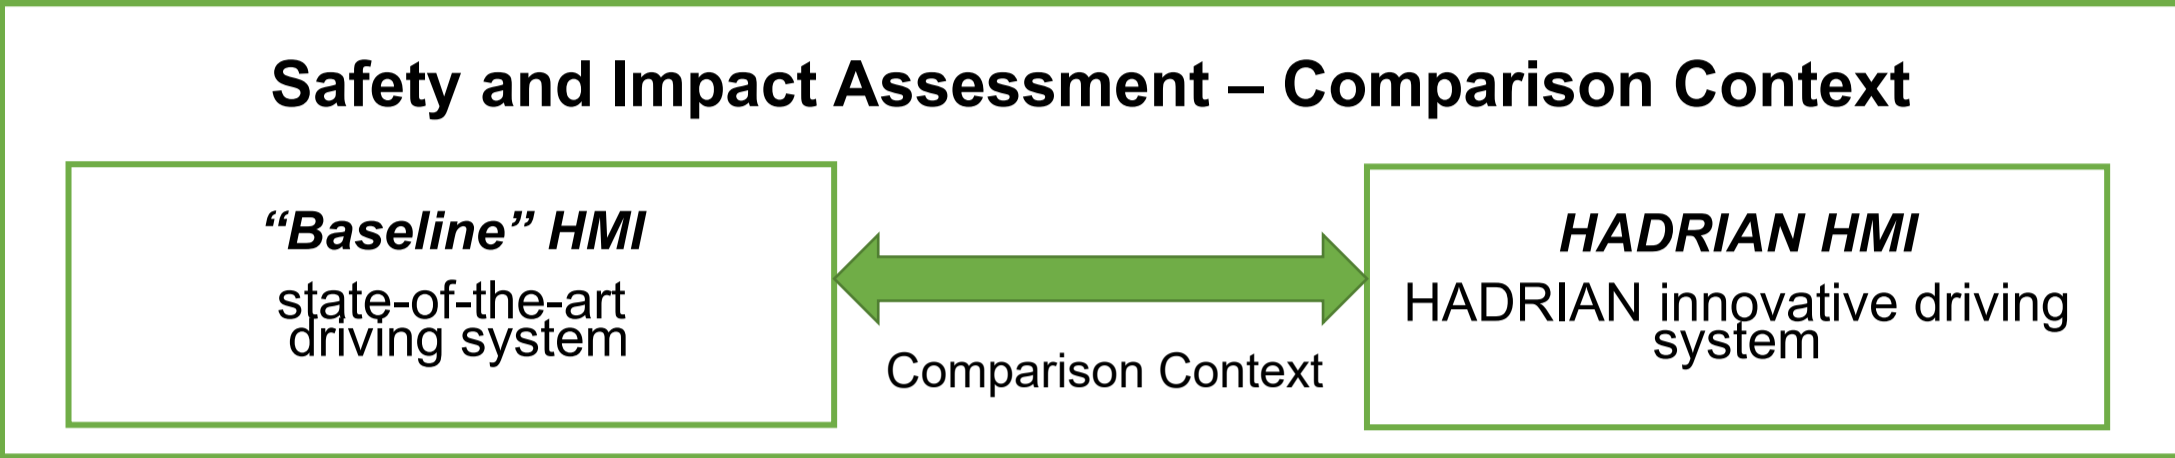 Safety and Impact Assessment – Comparison Context
“Baseline” HMI
state-of-the-art
driving system
Comparison Context
HADRIAN HMI
HADRIAN innovative driving
system